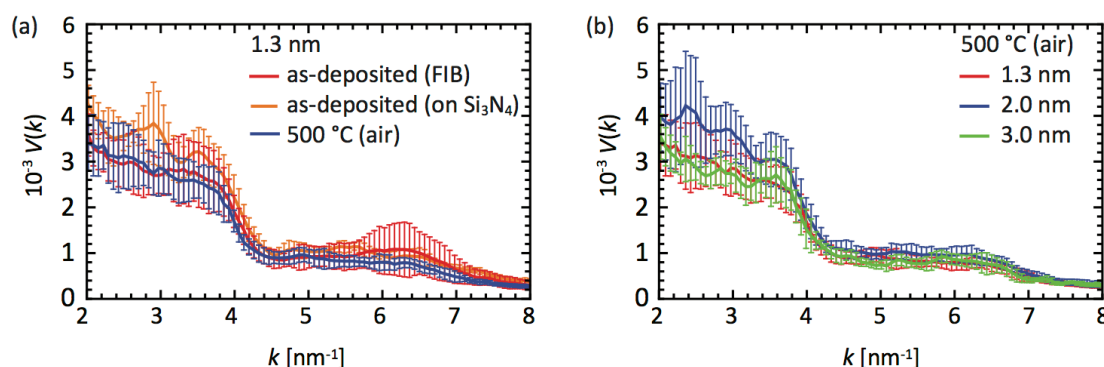 (a)
1.3 nm
as-deposited (FIB)
as-deposited (on Si₃N₄)
500 °C (air)
10⁻³ V(k)
6
5
4
3
2
1
0
2 3 4 5 6 7 8
k [nm⁻¹]
(b)
500 °C (air)
1.3 nm
2.0 nm
3.0 nm
10⁻³ V(k)
6
5
4
3
2
1
0
2 3 4 5 6 7 8
k [nm⁻¹]